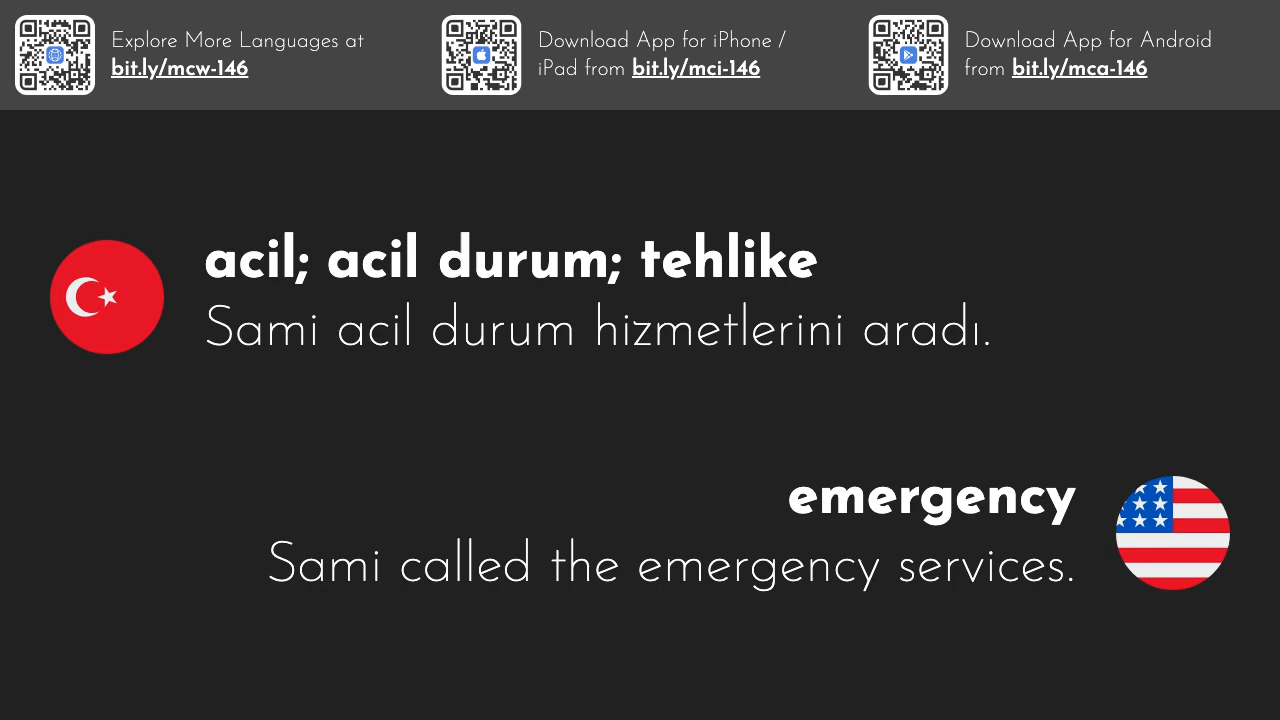 Explore More Languages at
bit.ly/mcw-146
Download App for iPhone /
iPad from bit.ly/mci-146
Download App for Android
from bit.ly/mca-146
acil; acil durum; tehlike
Sami acil durum hizmetlerini aradı.
emergency
Sami called the emergency services.